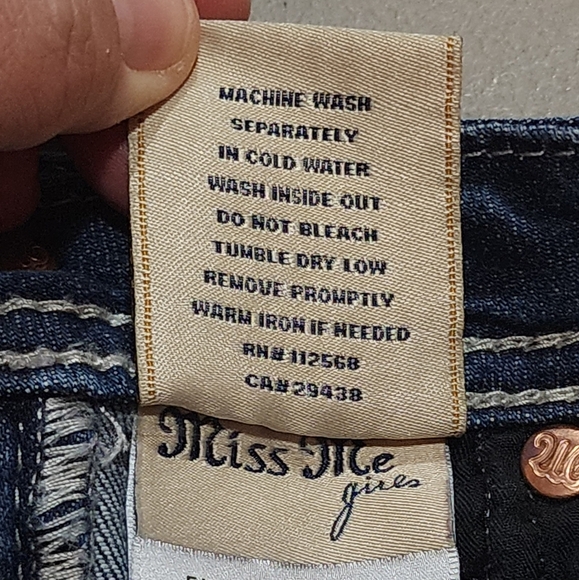 MACHINE WASH
SEPARATELY
IN COLD WATER
WASH INSIDE OUT
DO NOT BLEACH
TUMBLE DRY LOW
REMOVE PROMPTLY
WARM IRON IF NEEDED
RN# 112568
CA# 29438
Miss Me
girls